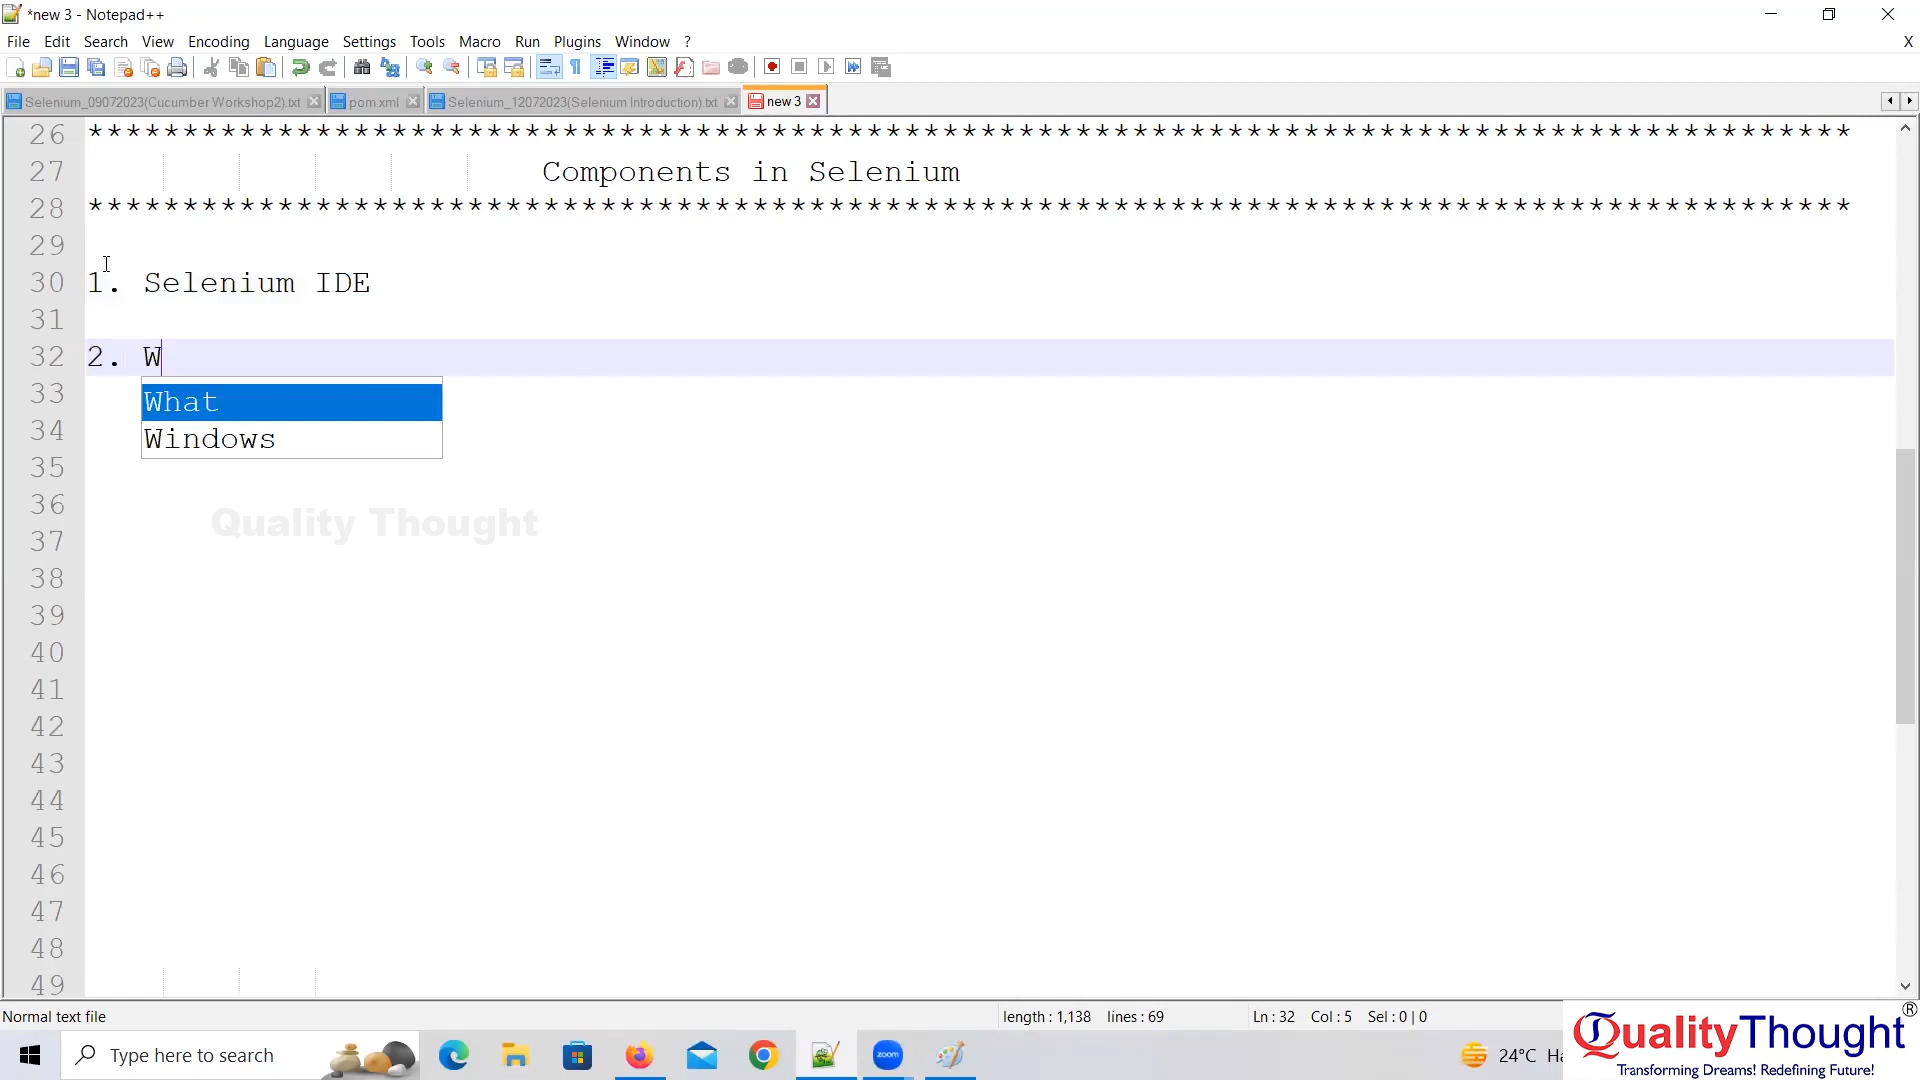 *new 3 - Notepad++
File Edit Search View Encoding Language Settings Tools Macro Run Plugins Window ?
X
Selenium_09072023(Cucumber Workshop2).txt pom.xml Selenium_12072023(Selenium Introduction).txt new 3
26 *********************************************************************************************
27 Components in Selenium
28 *********************************************************************************************
29
30 1. Selenium IDE
31
32 2. W
33 What
34 Windows
35
36 Quality Thought
37
38
39
40
41
42
43
44
45
46
47
48
49
Normal text file length : 1,138 lines : 69 Ln : 32 Col : 5 Sel : 0 | 0
Type here to search zoom 24°C Ha
QualityThought®
Transforming Dreams! Redefining Future!